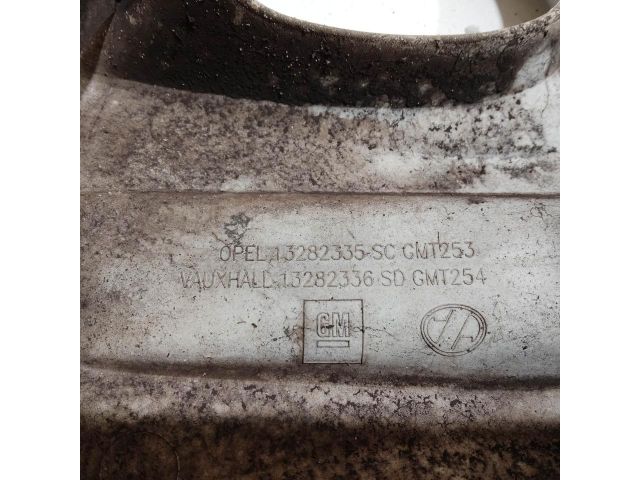 OPEL 13282335-SC GMT253
VAUXHALL-13282336 SD GMT254
GM